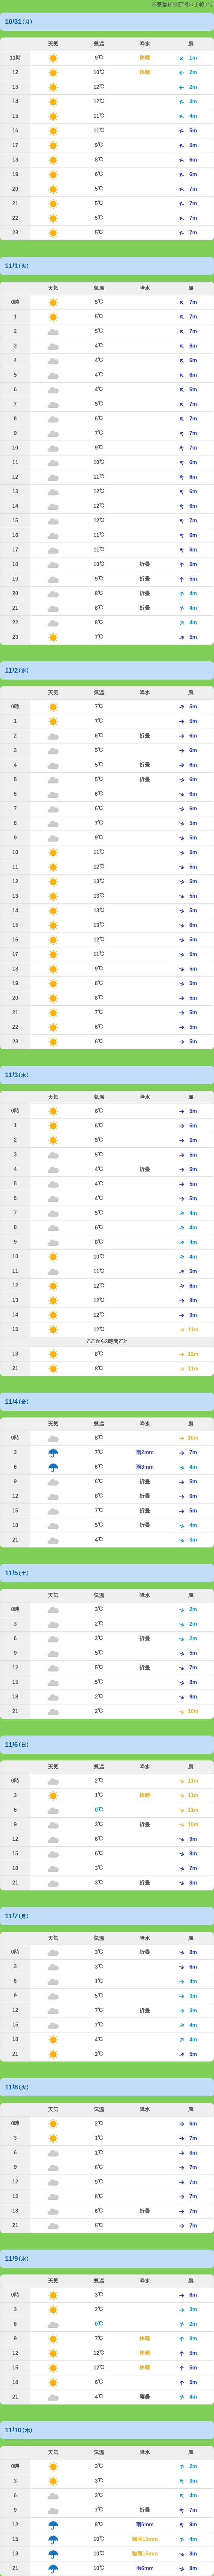 の予報です
10/31(月)
天気 気温 降水 風
11時 9℃ 快晴 1m
12 10℃ 快晴 2m
13 12℃ 2m
14 12℃ 3m
15 11℃ 4m
16 11℃ 5m
17 9℃ 5m
18 8℃ 6m
19 6℃ 6m
20 5℃ 7m
21 5℃ 7m
22 5℃ 7m
23 5℃ 7m
11/1(火)
天気 気温 降水 風
0時 5℃ 7m
1 5℃ 7m
2 5℃ 7m
3 4℃ 6m
4 4℃ 6m
5 4℃ 6m
6 4℃ 6m
7 5℃ 7m
8 6℃ 7m
9 7℃ 7m
10 9℃ 7m
11 10℃ 6m
12 11℃ 6m
13 12℃ 6m
14 12℃ 6m
15 12℃ 7m
16 11℃ 6m
17 11℃ 6m
18 10℃ 折畳 5m
19 9℃ 折畳 5m
20 8℃ 折畳 4m
21 8℃ 折畳 4m
22 8℃ 4m
23 7℃ 5m
11/2(水)
天気 気温 降水 風
0時 7℃ 5m
1 7℃ 5m
2 6℃ 折畳 6m
3 5℃ 6m
4 5℃ 折畳 6m
5 5℃ 折畳 6m
6 6℃ 6m
7 6℃ 6m
8 7℃ 5m
9 9℃ 5m
10 11℃ 5m
11 12℃ 5m
12 13℃ 5m
13 13℃ 5m
14 13℃ 5m
15 13℃ 6m
16 12℃ 5m
17 11℃ 5m
18 9℃ 5m
19 8℃ 5m
20 8℃ 5m
21 7℃ 5m
22 6℃ 5m
23 6℃ 5m
11/3(木)
天気 気温 降水 風
0時 6℃ 5m
1 6℃ 5m
2 5℃ 5m
3 5℃ 5m
4 4℃ 折畳 5m
5 4℃ 5m
6 4℃ 5m
7 5℃ 4m
8 6℃ 4m
9 8℃ 4m
10 10℃ 4m
11 11℃ 5m
12 12℃ 6m
13 12℃ 8m
14 12℃ 9m
15 12℃ 11m
ここから3時間ごと
18 8℃ 12m
21 8℃ 11m
11/4(金)
天気 気温 降水 風
0時 8℃ 10m
3 7℃ 雨2mm 7m
6 6℃ 雨3mm 4m
9 6℃ 折畳 5m
12 8℃ 折畳 6m
15 7℃ 折畳 5m
18 5℃ 折畳 4m
21 4℃ 3m
11/5(土)
天気 気温 降水 風
0時 3℃ 2m
3 2℃ 2m
6 3℃ 折畳 2m
9 5℃ 5m
12 5℃ 折畳 7m
15 5℃ 8m
18 2℃ 9m
21 2℃ 10m
11/6(日)
天気 気温 降水 風
0時 2℃ 11m
3 1℃ 快晴 11m
6 0℃ 11m
9 3℃ 折畳 10m
12 6℃ 9m
15 6℃ 8m
18 3℃ 7m
21 3℃ 折畳 8m
11/7(月)
天気 気温 降水 風
0時 3℃ 折畳 8m
3 3℃ 6m
6 1℃ 4m
9 5℃ 3m
12 7℃ 折畳 3m
15 7℃ 4m
18 4℃ 4m
21 2℃ 5m
11/8(火)
天気 気温 降水 風
0時 2℃ 6m
3 1℃ 7m
6 1℃ 8m
9 6℃ 7m
12 9℃ 7m
15 8℃ 7m
18 6℃ 折畳 7m
21 5℃ 7m
11/9(水)
天気 気温 降水 風
0時 3℃ 6m
3 2℃ 3m
6 0℃ 2m
9 7℃ 快晴 3m
12 12℃ 快晴 5m
15 12℃ 快晴 5m
18 6℃ 5m
21 4℃ 薄曇 4m
11/10(木)
天気 気温 降水 風
0時 3℃ 2m
3 3℃ 3m
6 3℃ 4m
9 7℃ 折畳 7m
12 8℃ 雨6mm 9m
15 10℃ 13mm 4m
18 10℃ 15mm 8m
21 10℃ 雨6mm 8m